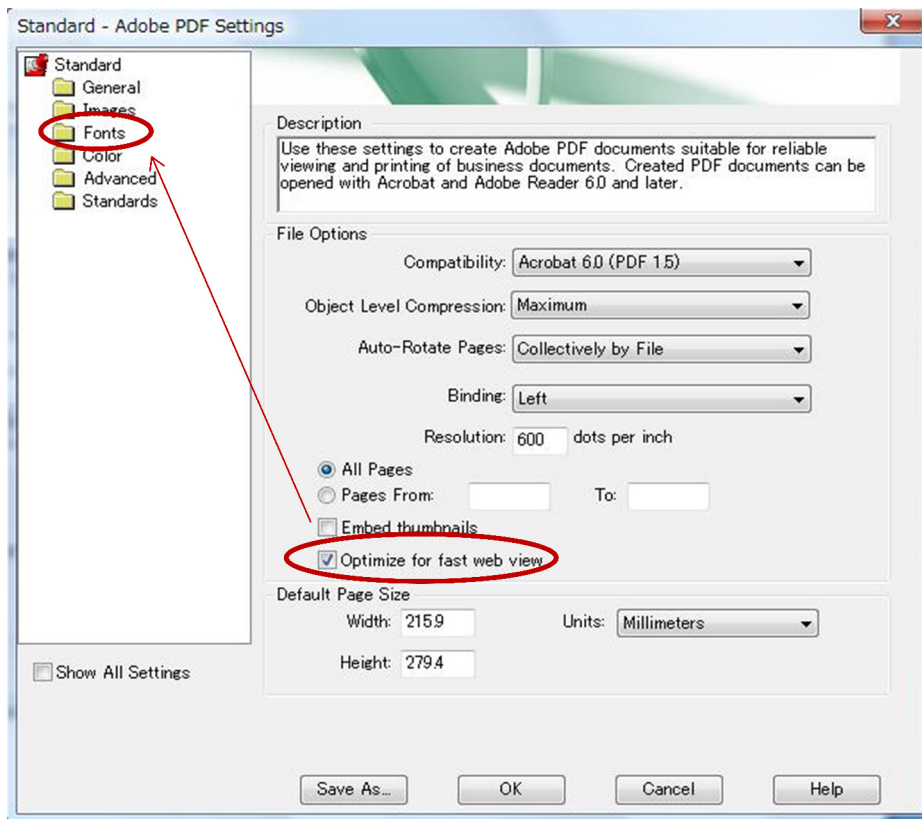 Standard - Adobe PDF Settings
Standard
General
Images
Fonts
Color
Advanced
Standards
Show All Settings
Description
Use these settings to create Adobe PDF documents suitable for reliable
viewing and printing of business documents. Created PDF documents can be
opened with Acrobat and Adobe Reader 6.0 and later.
File Options
Compatibility: Acrobat 6.0 (PDF 1.5)
Object Level Compression: Maximum
Auto-Rotate Pages: Collectively by File
Binding: Left
Resolution: 600 dots per inch
All Pages
Pages From: To:
Embed thumbnails
Optimize for fast web view
Default Page Size
Width: 215.9 Units: Millimeters
Height: 279.4
Save As... OK Cancel Help